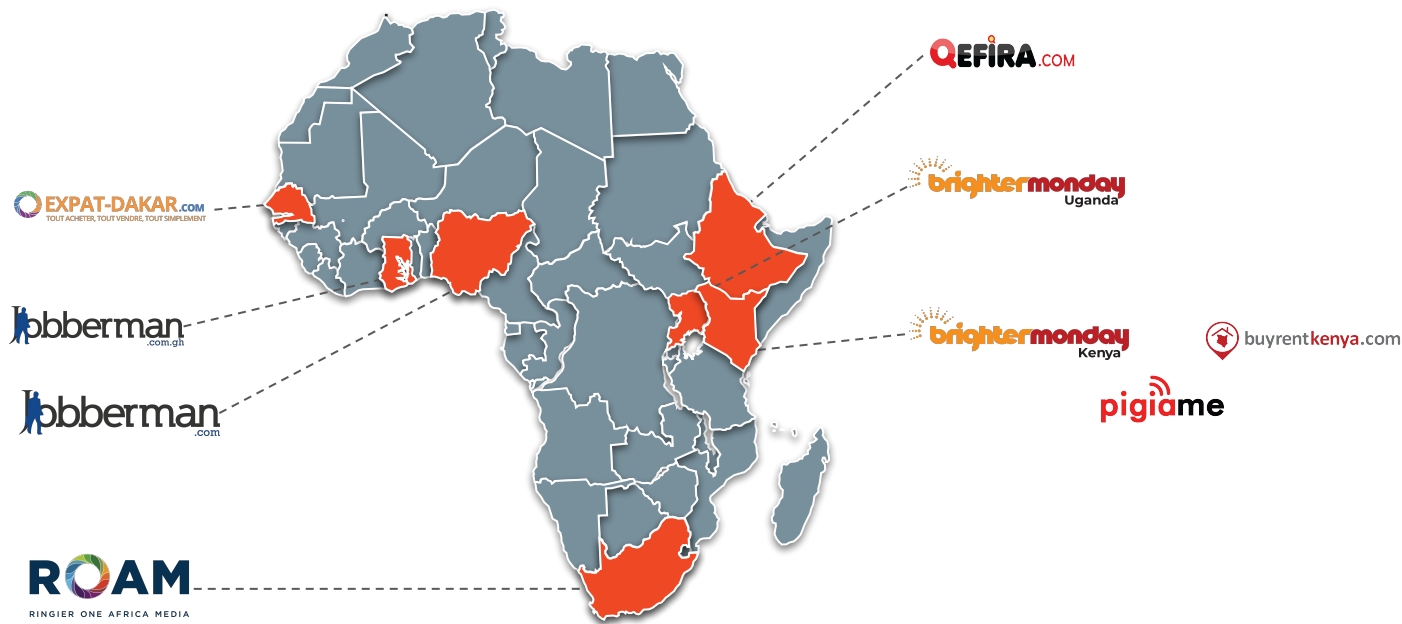 EXPAT-DAKAR.COM
TOUT ACHETER, TOUT VENDRE, TOUT SIMPLEMENT
Jobberman
.com.gh
Jobberman
.com
ROAM
RINGIER ONE AFRICA MEDIA
QEFIRA.COM
brightermonday
Uganda
brightermonday
Kenya
buyrentkenya.com
pigiame